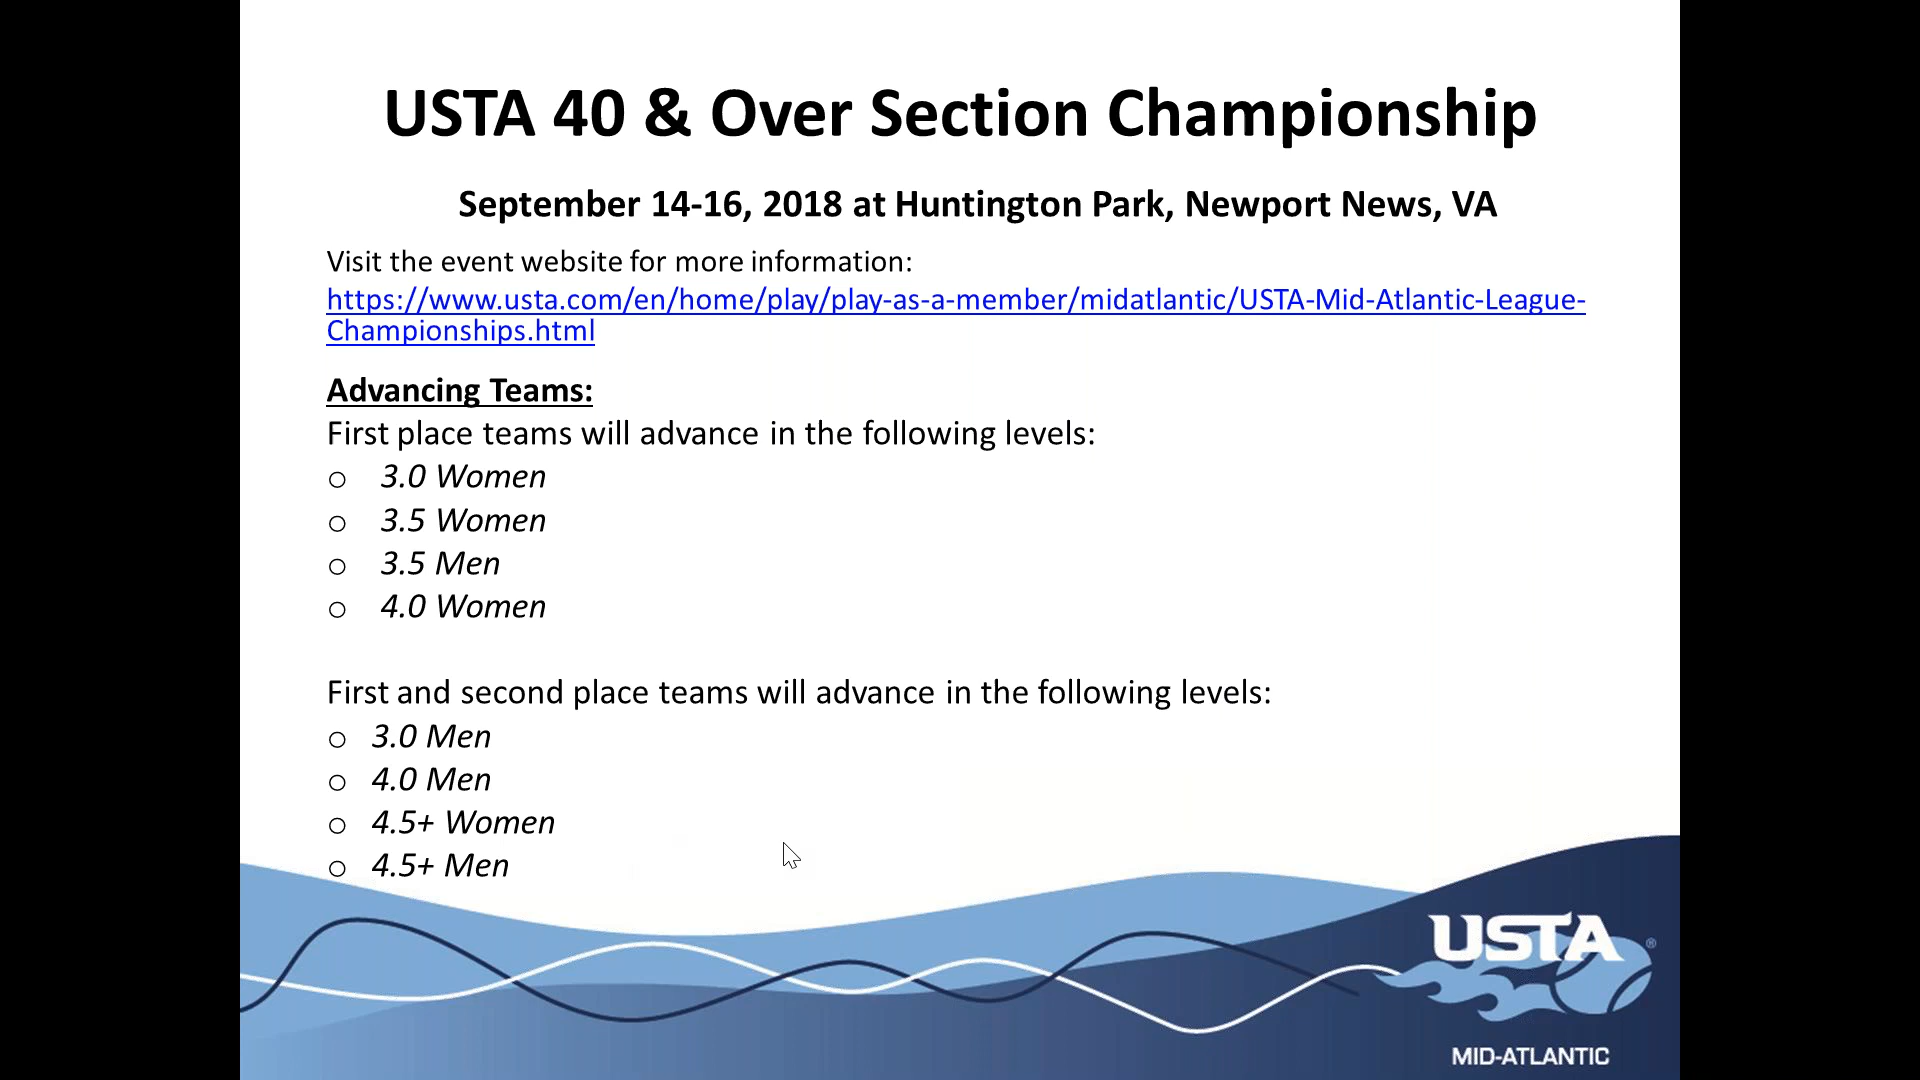 USTA 40 & Over Section Championship
September 14-16, 2018 at Huntington Park, Newport News, VA
Visit the event website for more information:
https://www.usta.com/en/home/play/play-as-a-member/midatlantic/USTA-Mid-Atlantic-League-
Championships.html
Advancing Teams:
First place teams will advance in the following levels:
o 3.0 Women
o 3.5 Women
o 3.5 Men
o 4.0 Women
First and second place teams will advance in the following levels:
o 3.0 Men
o 4.0 Men
o 4.5+ Women
o 4.5+ Men
USTA®
MID-ATLANTIC